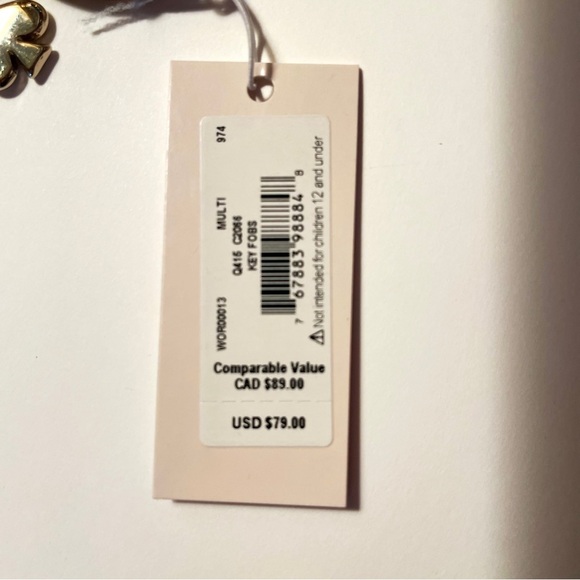 WOR00013 MULTI 974
Q415 C2066
KEY FOBS
7 67883 98884 8
⚠ Not intended for children 12 and under
Comparable Value
CAD $89.00
USD $79.00